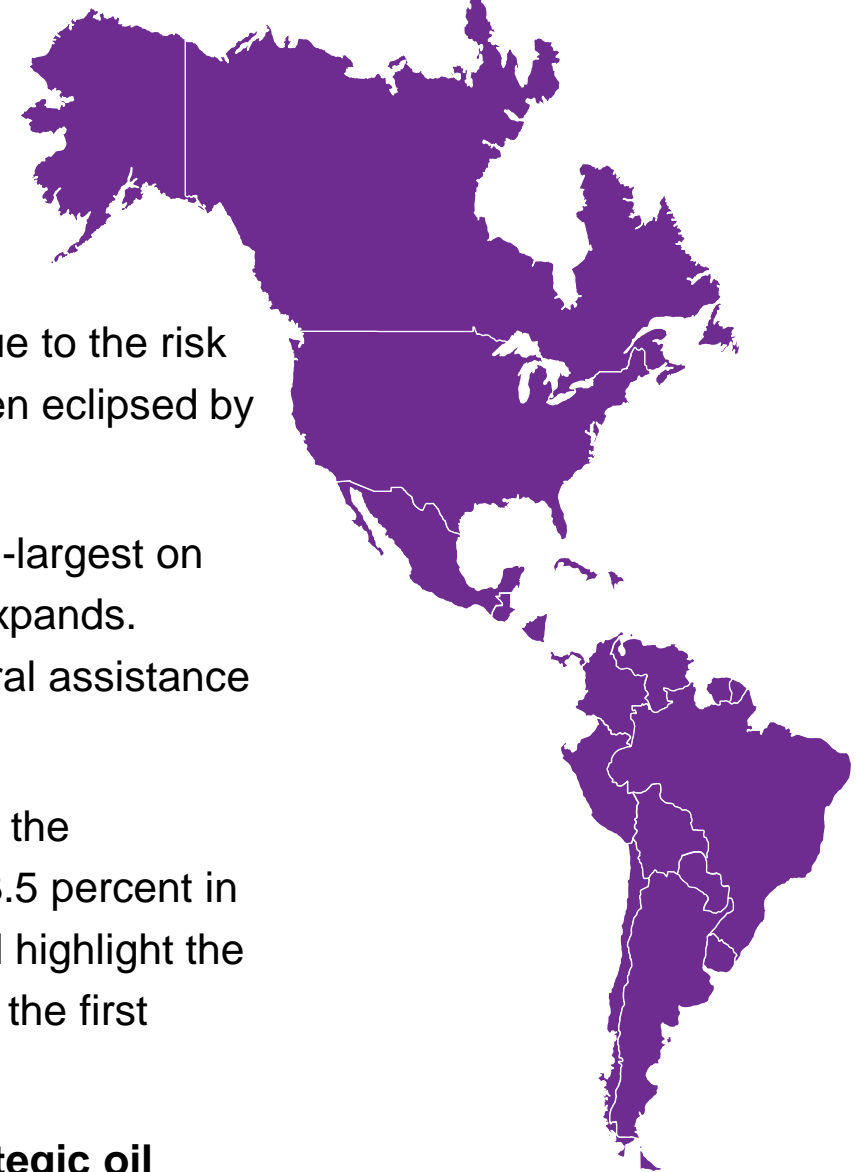 ue to the risk
en eclipsed by
-largest on
xpands.
ral assistance
the
.5 percent in
highlight the
the first
tegic oil